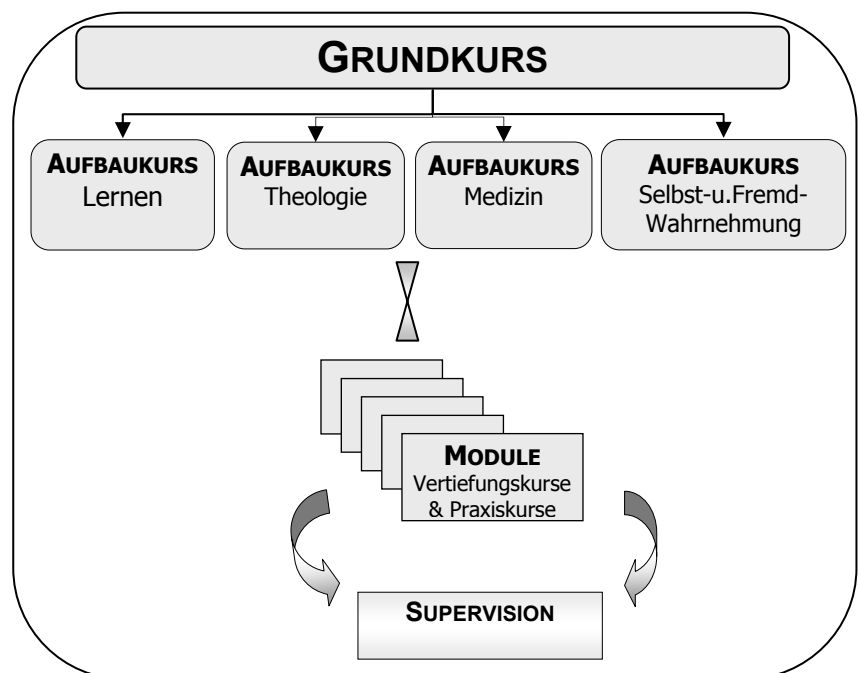 GRUNDKURS
AUFBAUKURS
Lernen
AUFBAUKURS
Theologie
AUFBAUKURS
Medizin
AUFBAUKURS
Selbst-u.Fremd-
Wahrnehmung
MODULE
Vertiefungskurse
& Praxiskurse
SUPERVISION